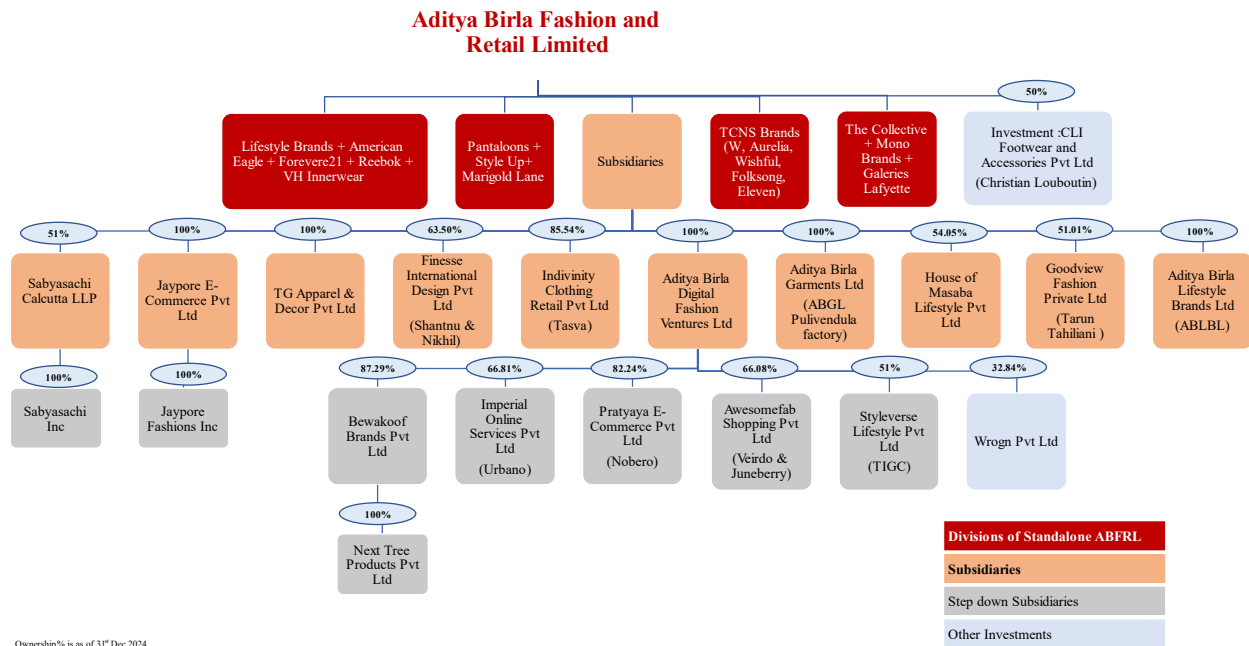 Aditya Birla Fashion and
Retail Limited
50%
Lifestyle Brands + American
Eagle + Forevere21 + Reebok +
VH Innerwear
Pantaloons +
Style Up+
Marigold Lane
Subsidiaries
TCNS Brands
(W, Aurelia,
Wishful,
Folksong,
Eleven)
The Collective
+ Mono
Brands +
Galeries
Lafyette
Investment :CLI
Footwear and
Accessories Pvt Ltd
(Christian Louboutin)
51%
100%
100%
63.50%
85.54%
100%
100%
54.05%
51.01%
100%
Sabyasachi
Calcutta LLP
Jaypore E-
Commerce Pvt
Ltd
TG Apparel &
Decor Pvt Ltd
Finesse
International
Design Pvt
Ltd
(Shantnu &
Nikhil)
Indivinity
Clothing
Retail Pvt Ltd
(Tasva)
Aditya Birla
Digital
Fashion
Ventures Ltd
Aditya Birla
Garments Ltd
(ABGL
Pulivendula
factory)
House of
Masaba
Lifestyle Pvt
Ltd
Goodview
Fashion
Private Ltd
(Tarun
Tahiliani )
Aditya Birla
Lifestyle
Brands Ltd
(ABLBL)
100%
100%
87.29%
66.81%
82.24%
66.08%
51%
32.84%
Sabyasachi
Inc
Jaypore
Fashions Inc
Bewakoof
Brands Pvt
Ltd
Imperial
Online
Services Pvt
Ltd
(Urbano)
Pratyaya E-
Commerce Pvt
Ltd
(Nobero)
Awesomefab
Shopping Pvt
Ltd
(Veirdo &
Juneberry)
Styleverse
Lifestyle Pvt
Ltd
(TIGC)
Wrogn Pvt Ltd
100%
Next Tree
Products Pvt
Ltd
Divisions of Standalone ABFRL
Subsidiaries
Step down Subsidiaries
Other Investments
Ownership% is as of 31st Dec 2024